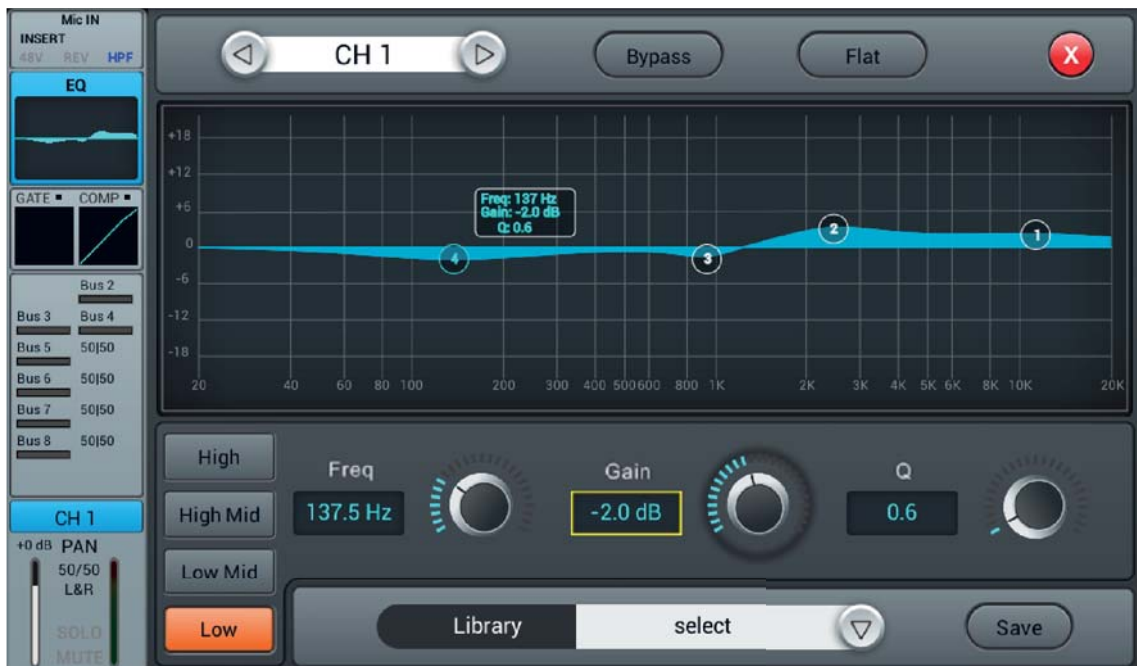 Mic IN
INSERT
48V REV HPF
EQ
GATE COMP
Bus 2
Bus 3 Bus 4
Bus 5 50|50
Bus 6 50|50
Bus 7 50|50
Bus 8 50|50
CH 1
+0 dB PAN
50/50
L&R
SOLO
MUTE
CH 1
Bypass
Flat
X
+18
+12
+6
0
-6
-12
-18
Freq: 137 Hz
Gain: -2.0 dB
Q: 0.6
4
3
2
1
20 40 60 80 100 200 300 400 500 600 800 1K 2K 3K 4K 5K 6K 8K 10K 20K
High
High Mid
Low Mid
Low
Freq
137.5 Hz
Gain
-2.0 dB
Q
0.6
Library
select
Save